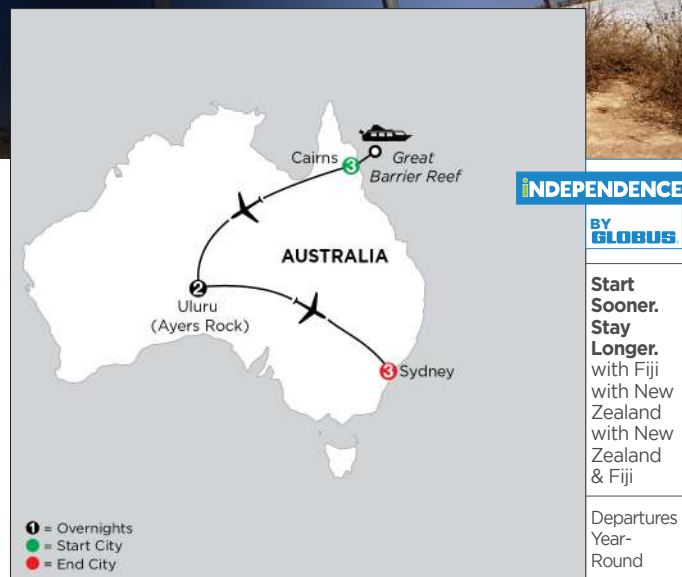 Cairns 3
Great
Barrier Reef
AUSTRALIA
2
Uluru
(Ayers Rock)
3 Sydney
1 = Overnights
= Start City
= End City
iNDEPENDENCE
BY
GLOBUS.
Start
Sooner.
Stay
Longer.
with Fiji
with New
Zealand
with New
Zealand
& Fiji
Departures
Year-
Round